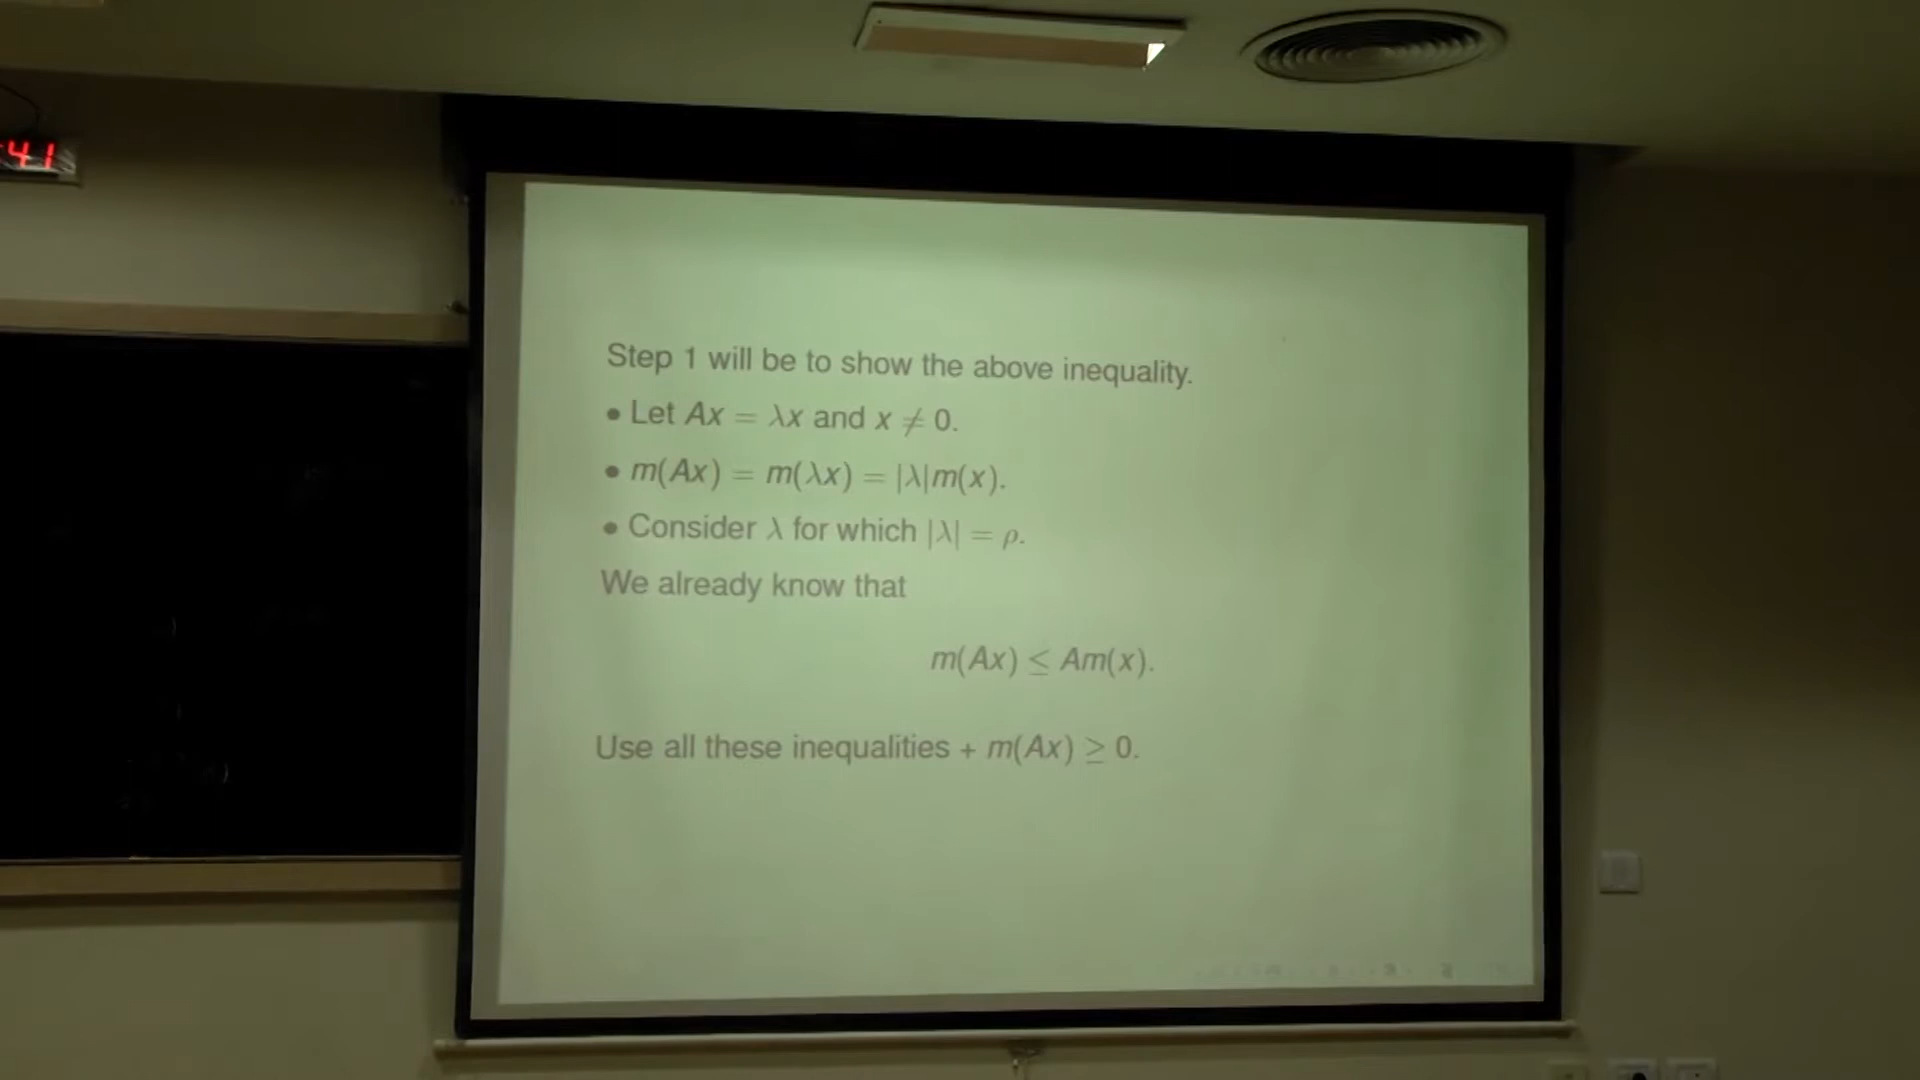 :41
Step 1 will be to show the above inequality.
• Let Ax = λx and x ≠ 0.
• m(Ax) = m(λx) = |λ|m(x).
• Consider λ for which |λ| = ρ.
We already know that
m(Ax) ≤ Am(x).
Use all these inequalities + m(Ax) ≥ 0.